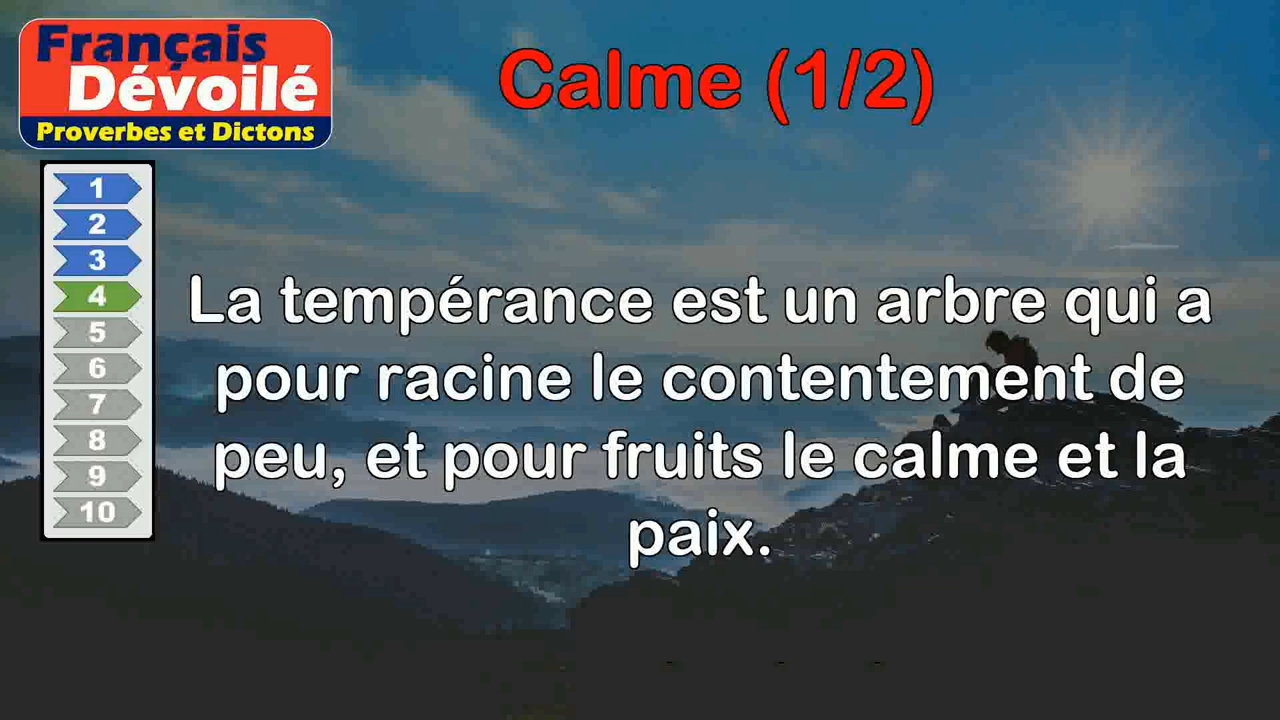 Français
Dévoilé
Proverbes et Dictons
Calme (1/2)
1
2
3
4
5
6
7
8
9
10
La tempérance est un arbre qui a
pour racine le contentement de
peu, et pour fruits le calme et la
paix.